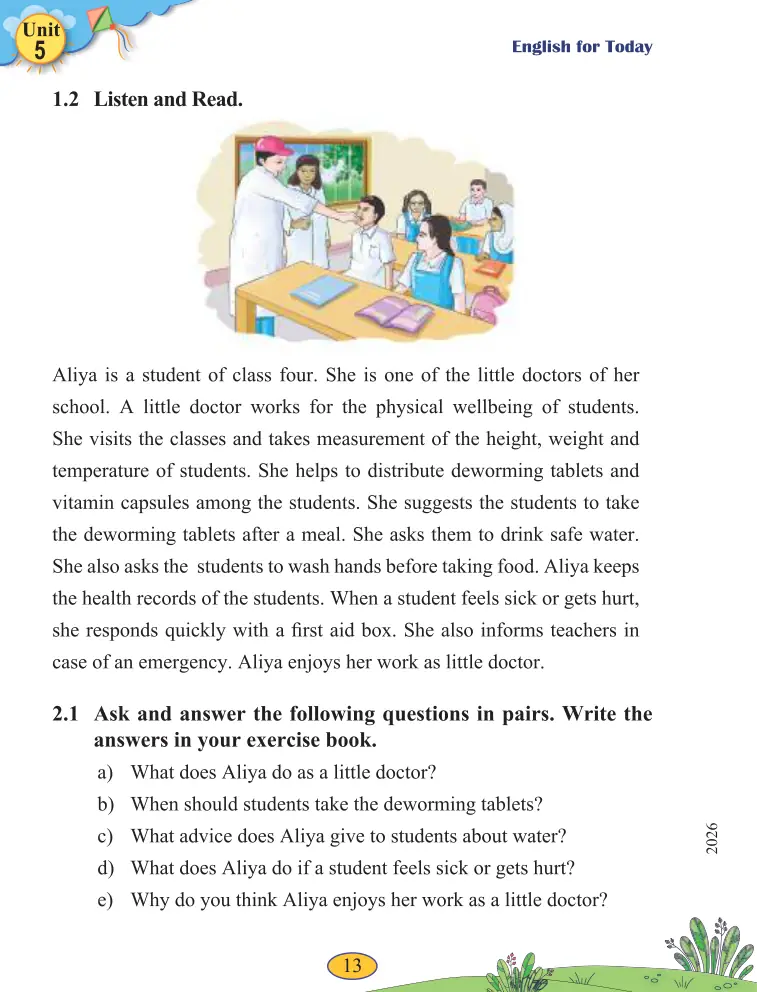 Unit
5
English for Today
1.2 Listen and Read.
Aliya is a student of class four. She is one of the little doctors of her
school. A little doctor works for the physical wellbeing of students.
She visits the classes and takes measurement of the height, weight and
temperature of students. She helps to distribute deworming tablets and
vitamin capsules among the students. She suggests the students to take
the deworming tablets after a meal. She asks them to drink safe water.
She also asks the students to wash hands before taking food. Aliya keeps
the health records of the students. When a student feels sick or gets hurt,
she responds quickly with a first aid box. She also informs teachers in
case of an emergency. Aliya enjoys her work as little doctor.
2.1 Ask and answer the following questions in pairs. Write the
answers in your exercise book.
a) What does Aliya do as a little doctor?
b) When should students take the deworming tablets?
c) What advice does Aliya give to students about water?
d) What does Aliya do if a student feels sick or gets hurt?
e) Why do you think Aliya enjoys her work as a little doctor?
2026
13